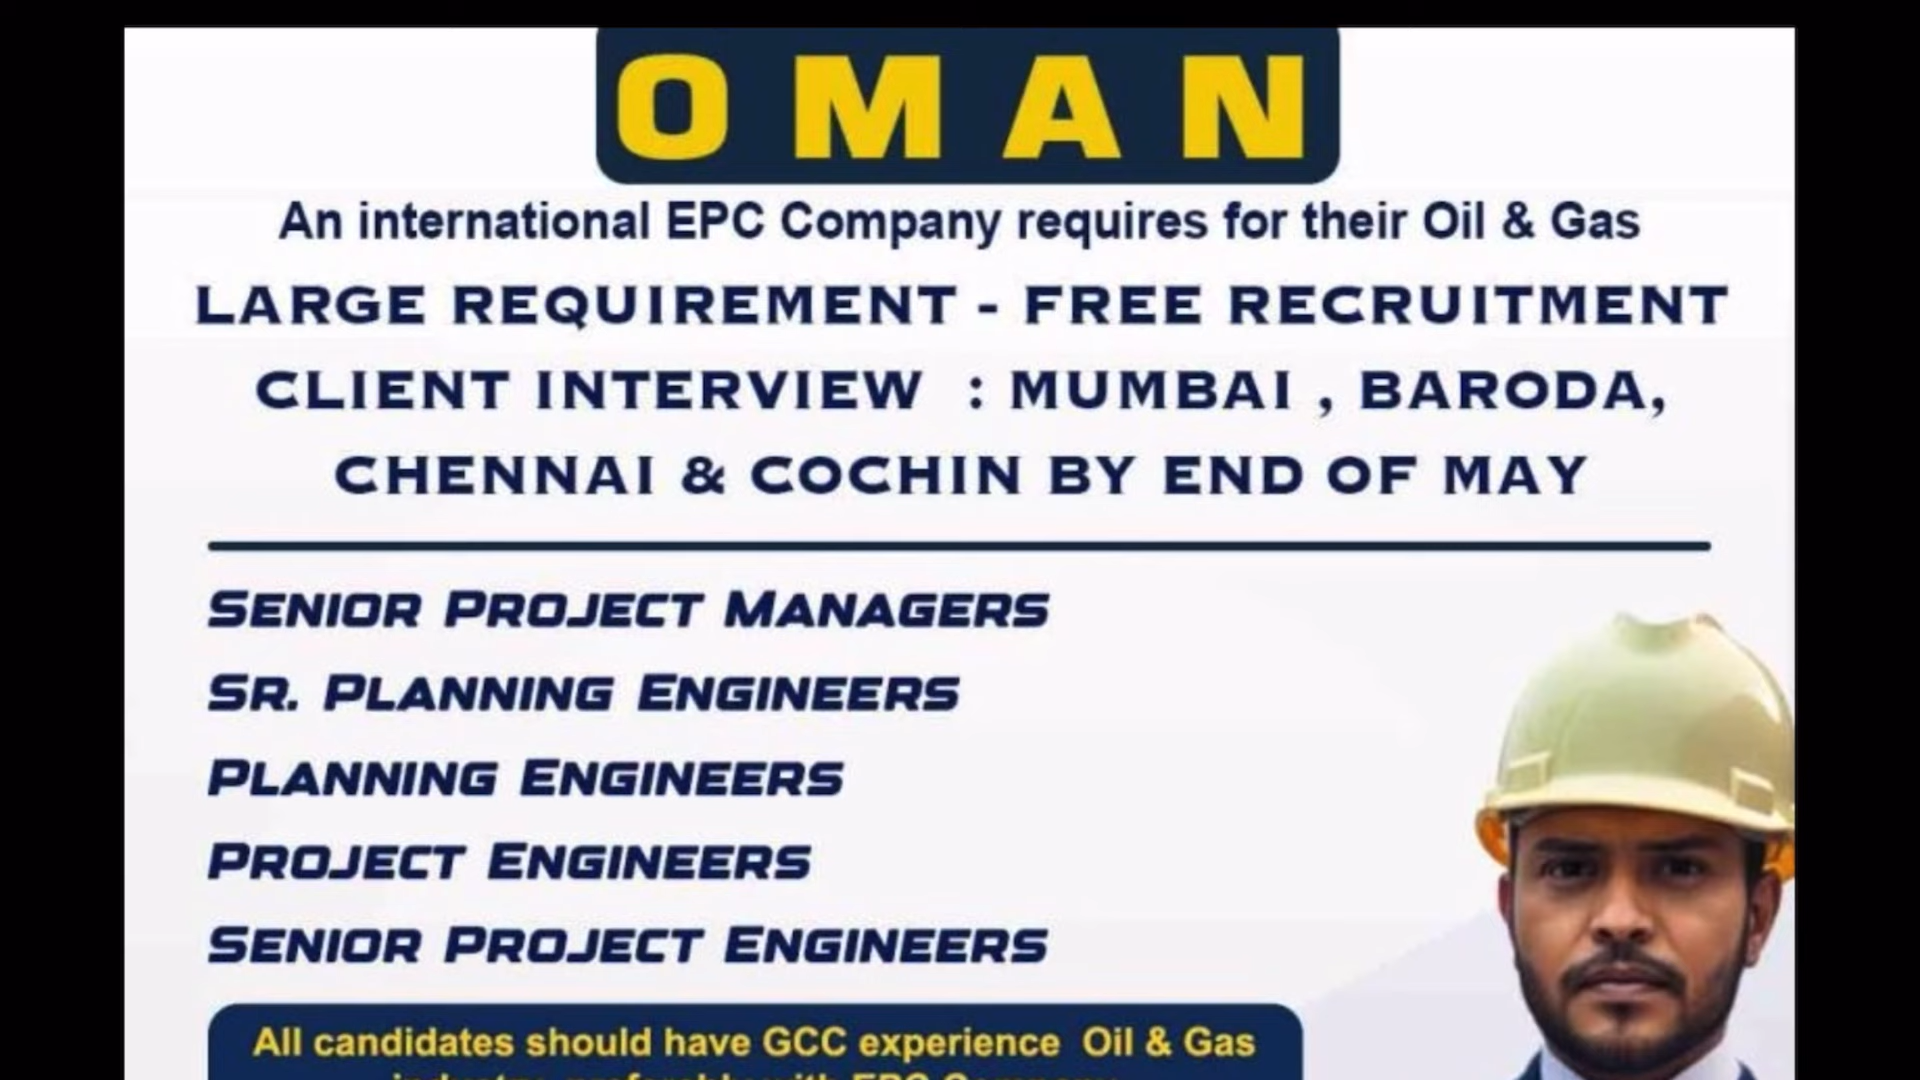 OMAN
An international EPC Company requires for their Oil & Gas
LARGE REQUIREMENT - FREE RECRUITMENT
CLIENT INTERVIEW : MUMBAI , BARODA,
CHENNAI & COCHIN BY END OF MAY
SENIOR PROJECT MANAGERS
SR. PLANNING ENGINEERS
PLANNING ENGINEERS
PROJECT ENGINEERS
SENIOR PROJECT ENGINEERS
All candidates should have GCC experience Oil & Gas